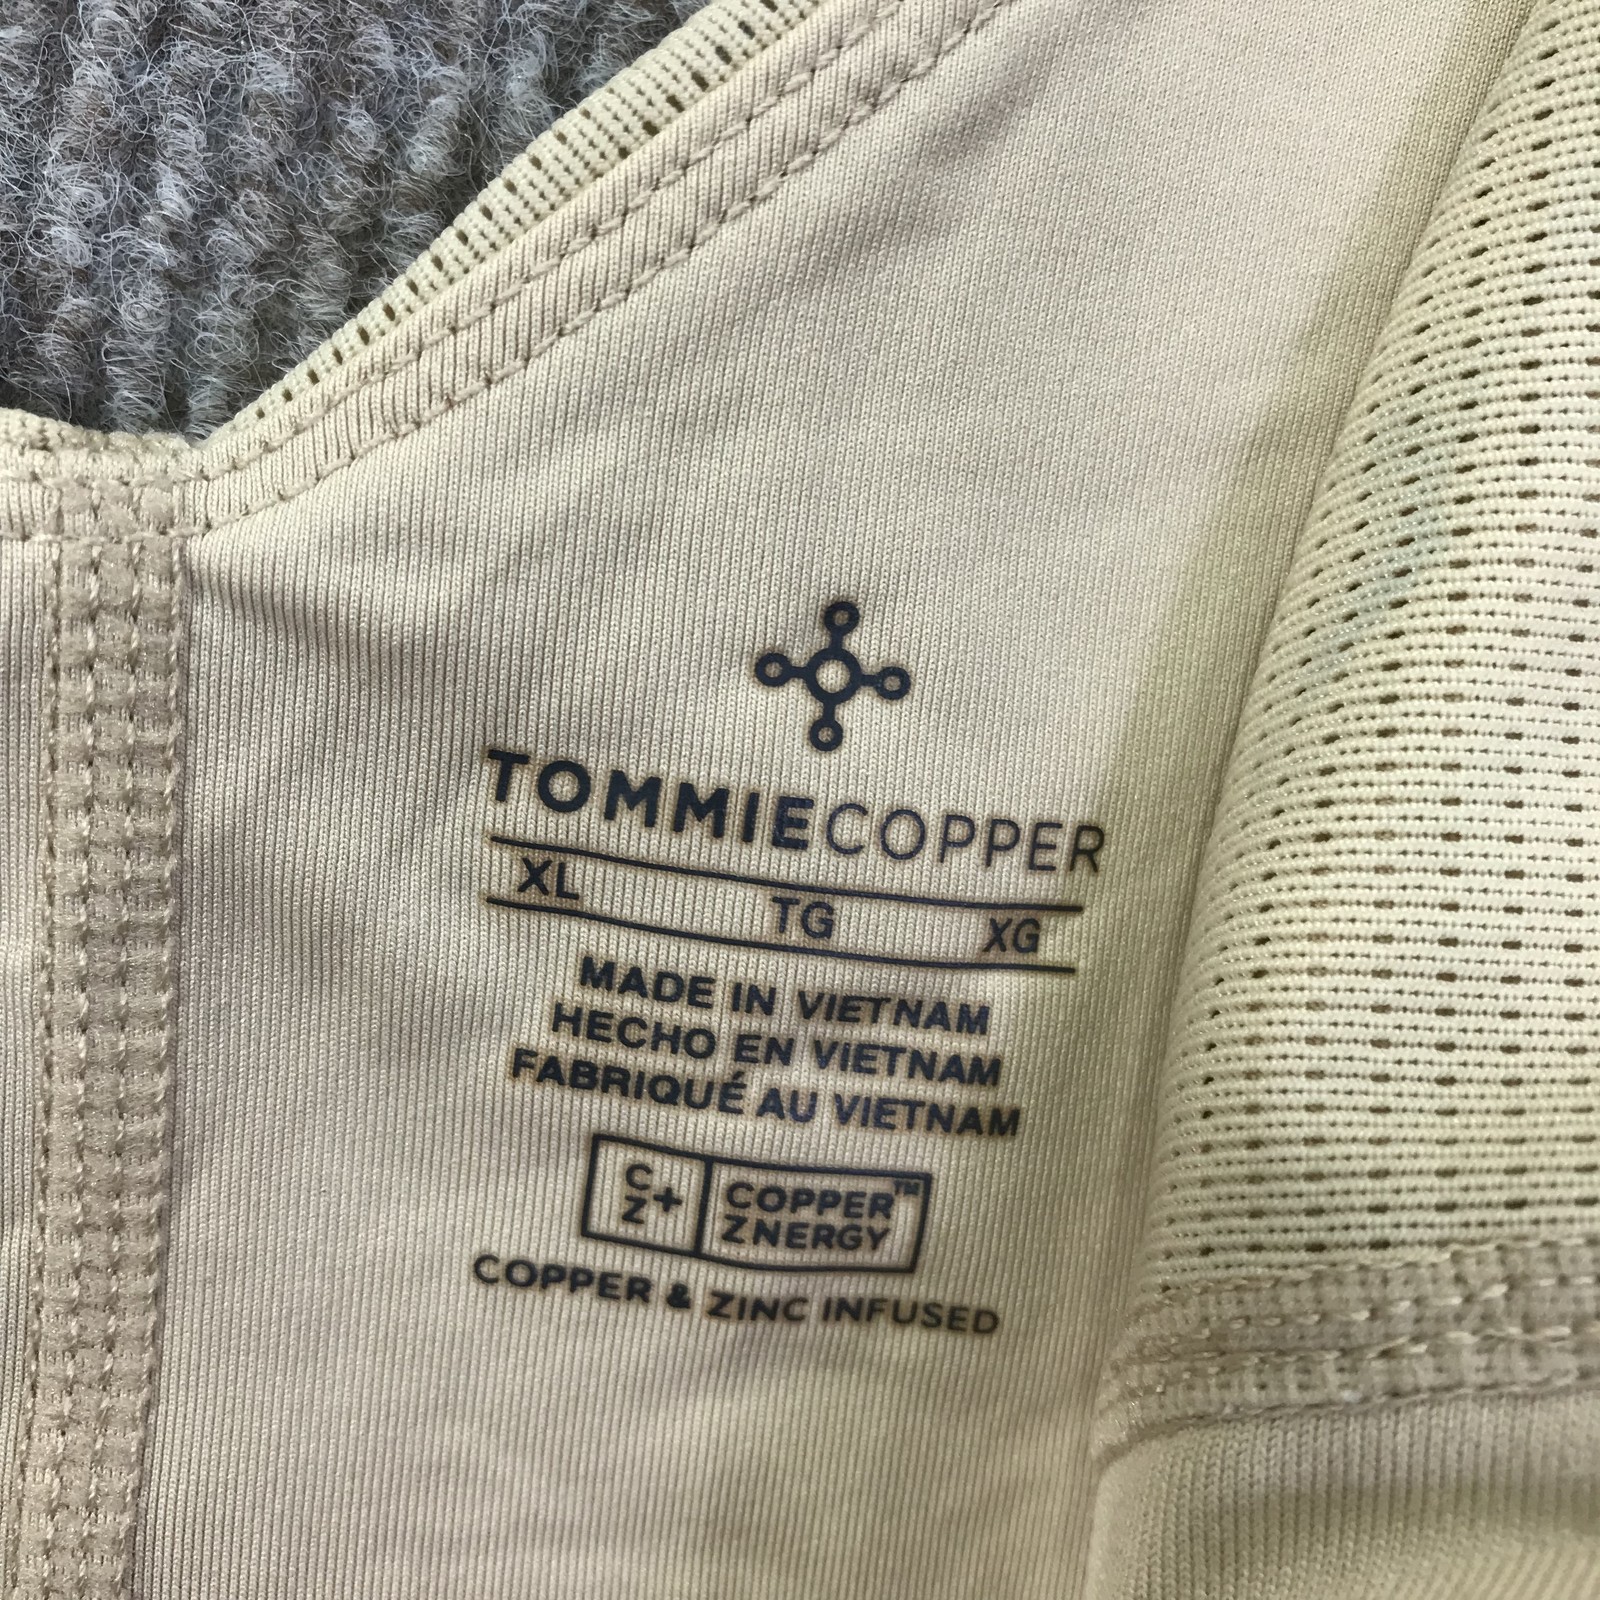 TOMMIECOPPER
XL TG XG
MADE IN VIETNAM
HECHO EN VIETNAM
FABRIQUÉ AU VIETNAM
C
Z+
COPPER™
ZNERGY
COPPER & ZINC INFUSED